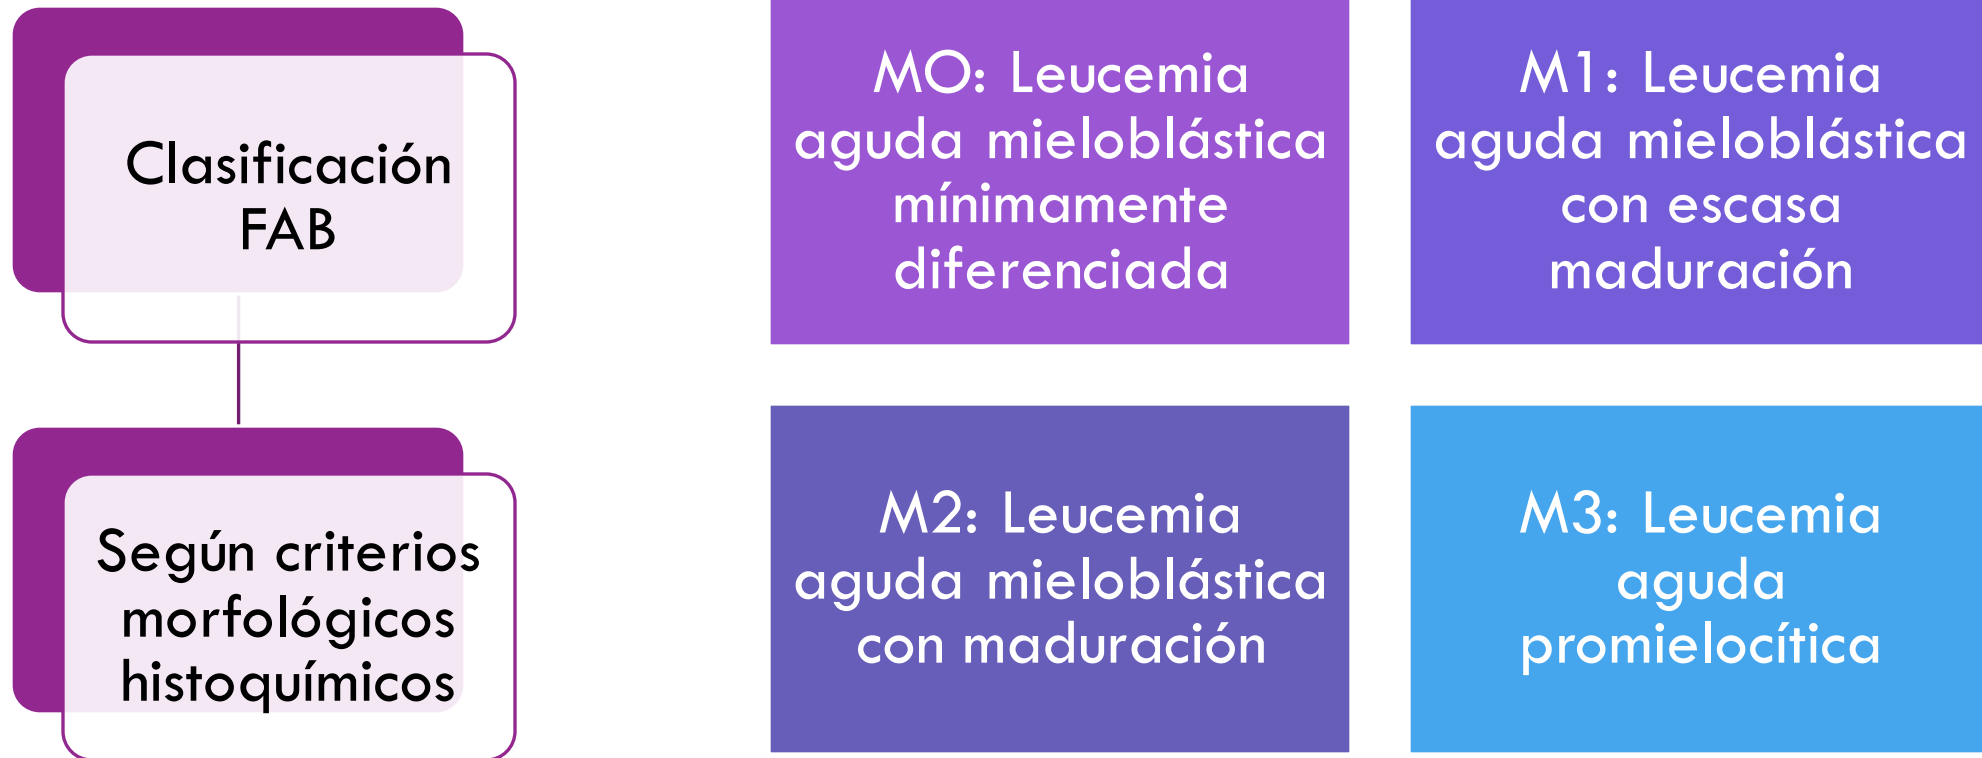 Clasificación
FAB
Según criterios
morfológicos
histoquímicos
MO: Leucemia
aguda mieloblástica
mínimamente
diferenciada
M1: Leucemia
aguda mieloblástica
con escasa
maduración
M2: Leucemia
aguda mieloblástica
con maduración
M3: Leucemia
aguda
promielocítica